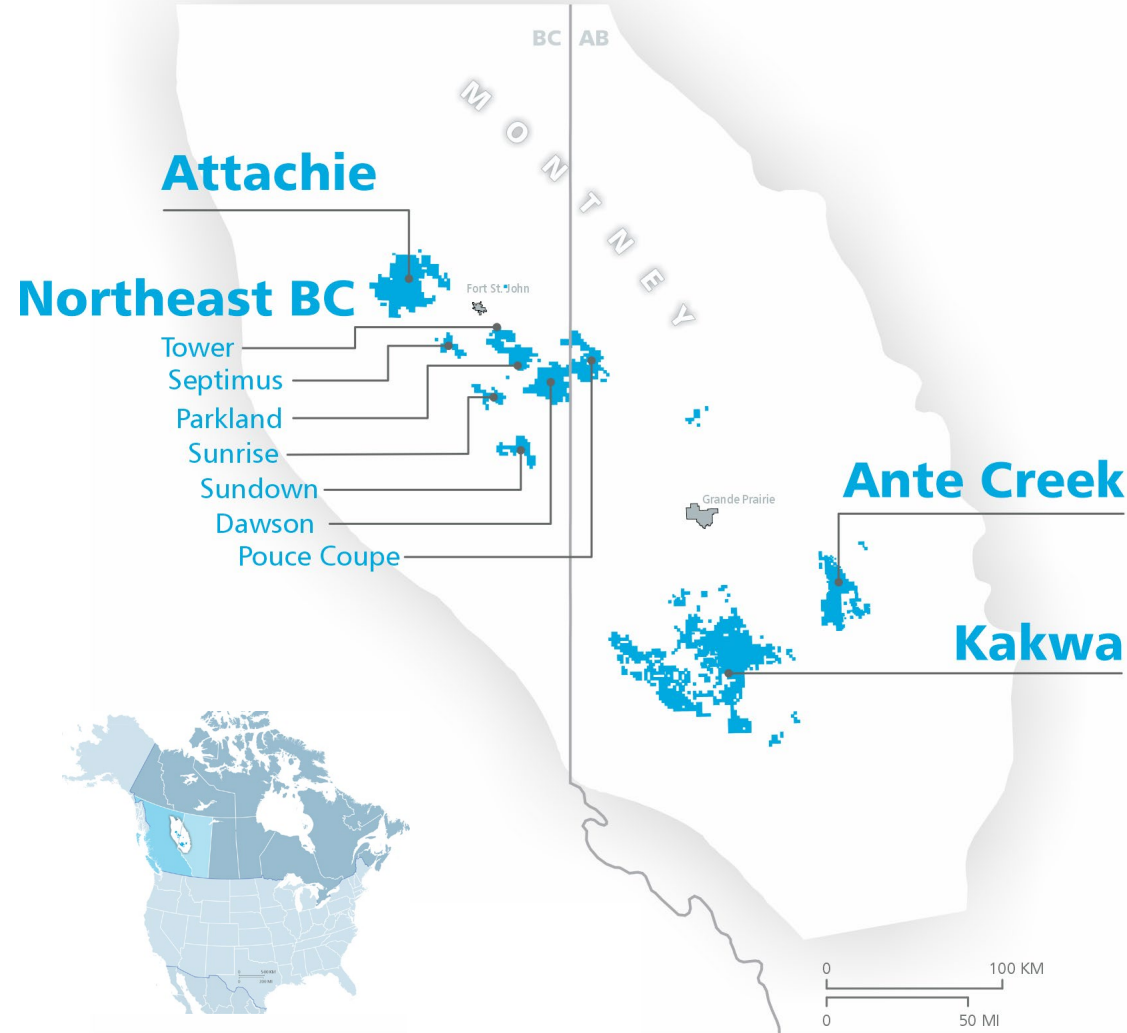 BC AB
MONTNEY
Attachie
Northeast BC
Fort St. John
Tower
Septimus
Parkland
Sunrise
Sundown
Dawson
Pouce Coupe
Grande Prairie
Ante Creek
Kakwa
0 100 KM
0 50 MI